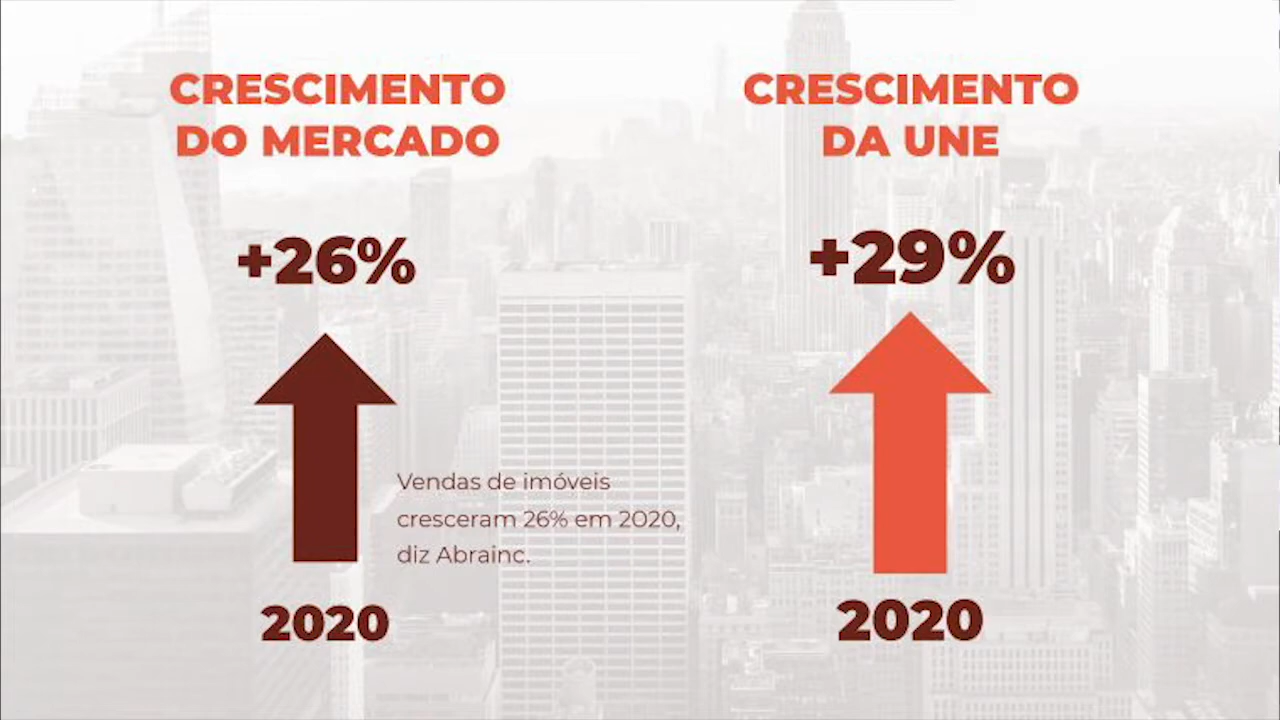 CRESCIMENTO
DO MERCADO
+26%
Vendas de imóveis
cresceram 26% em 2020,
diz Abrainc.
2020
CRESCIMENTO
DA UNE
+29%
2020